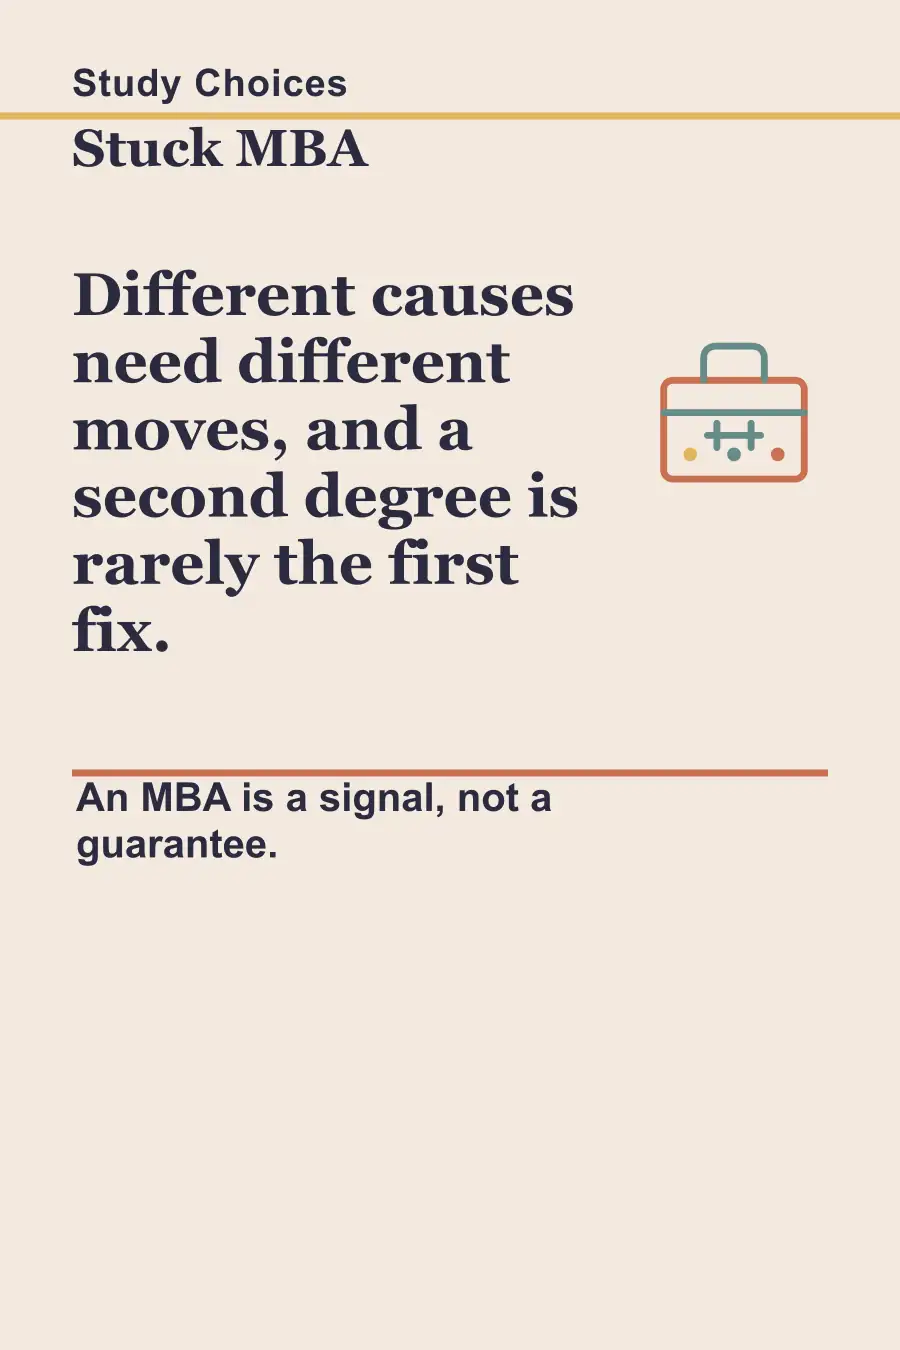 Study Choices
Stuck MBA
Different causes
need different
moves, and a
second degree is
rarely the first
fix.
An MBA is a signal, not a
guarantee.